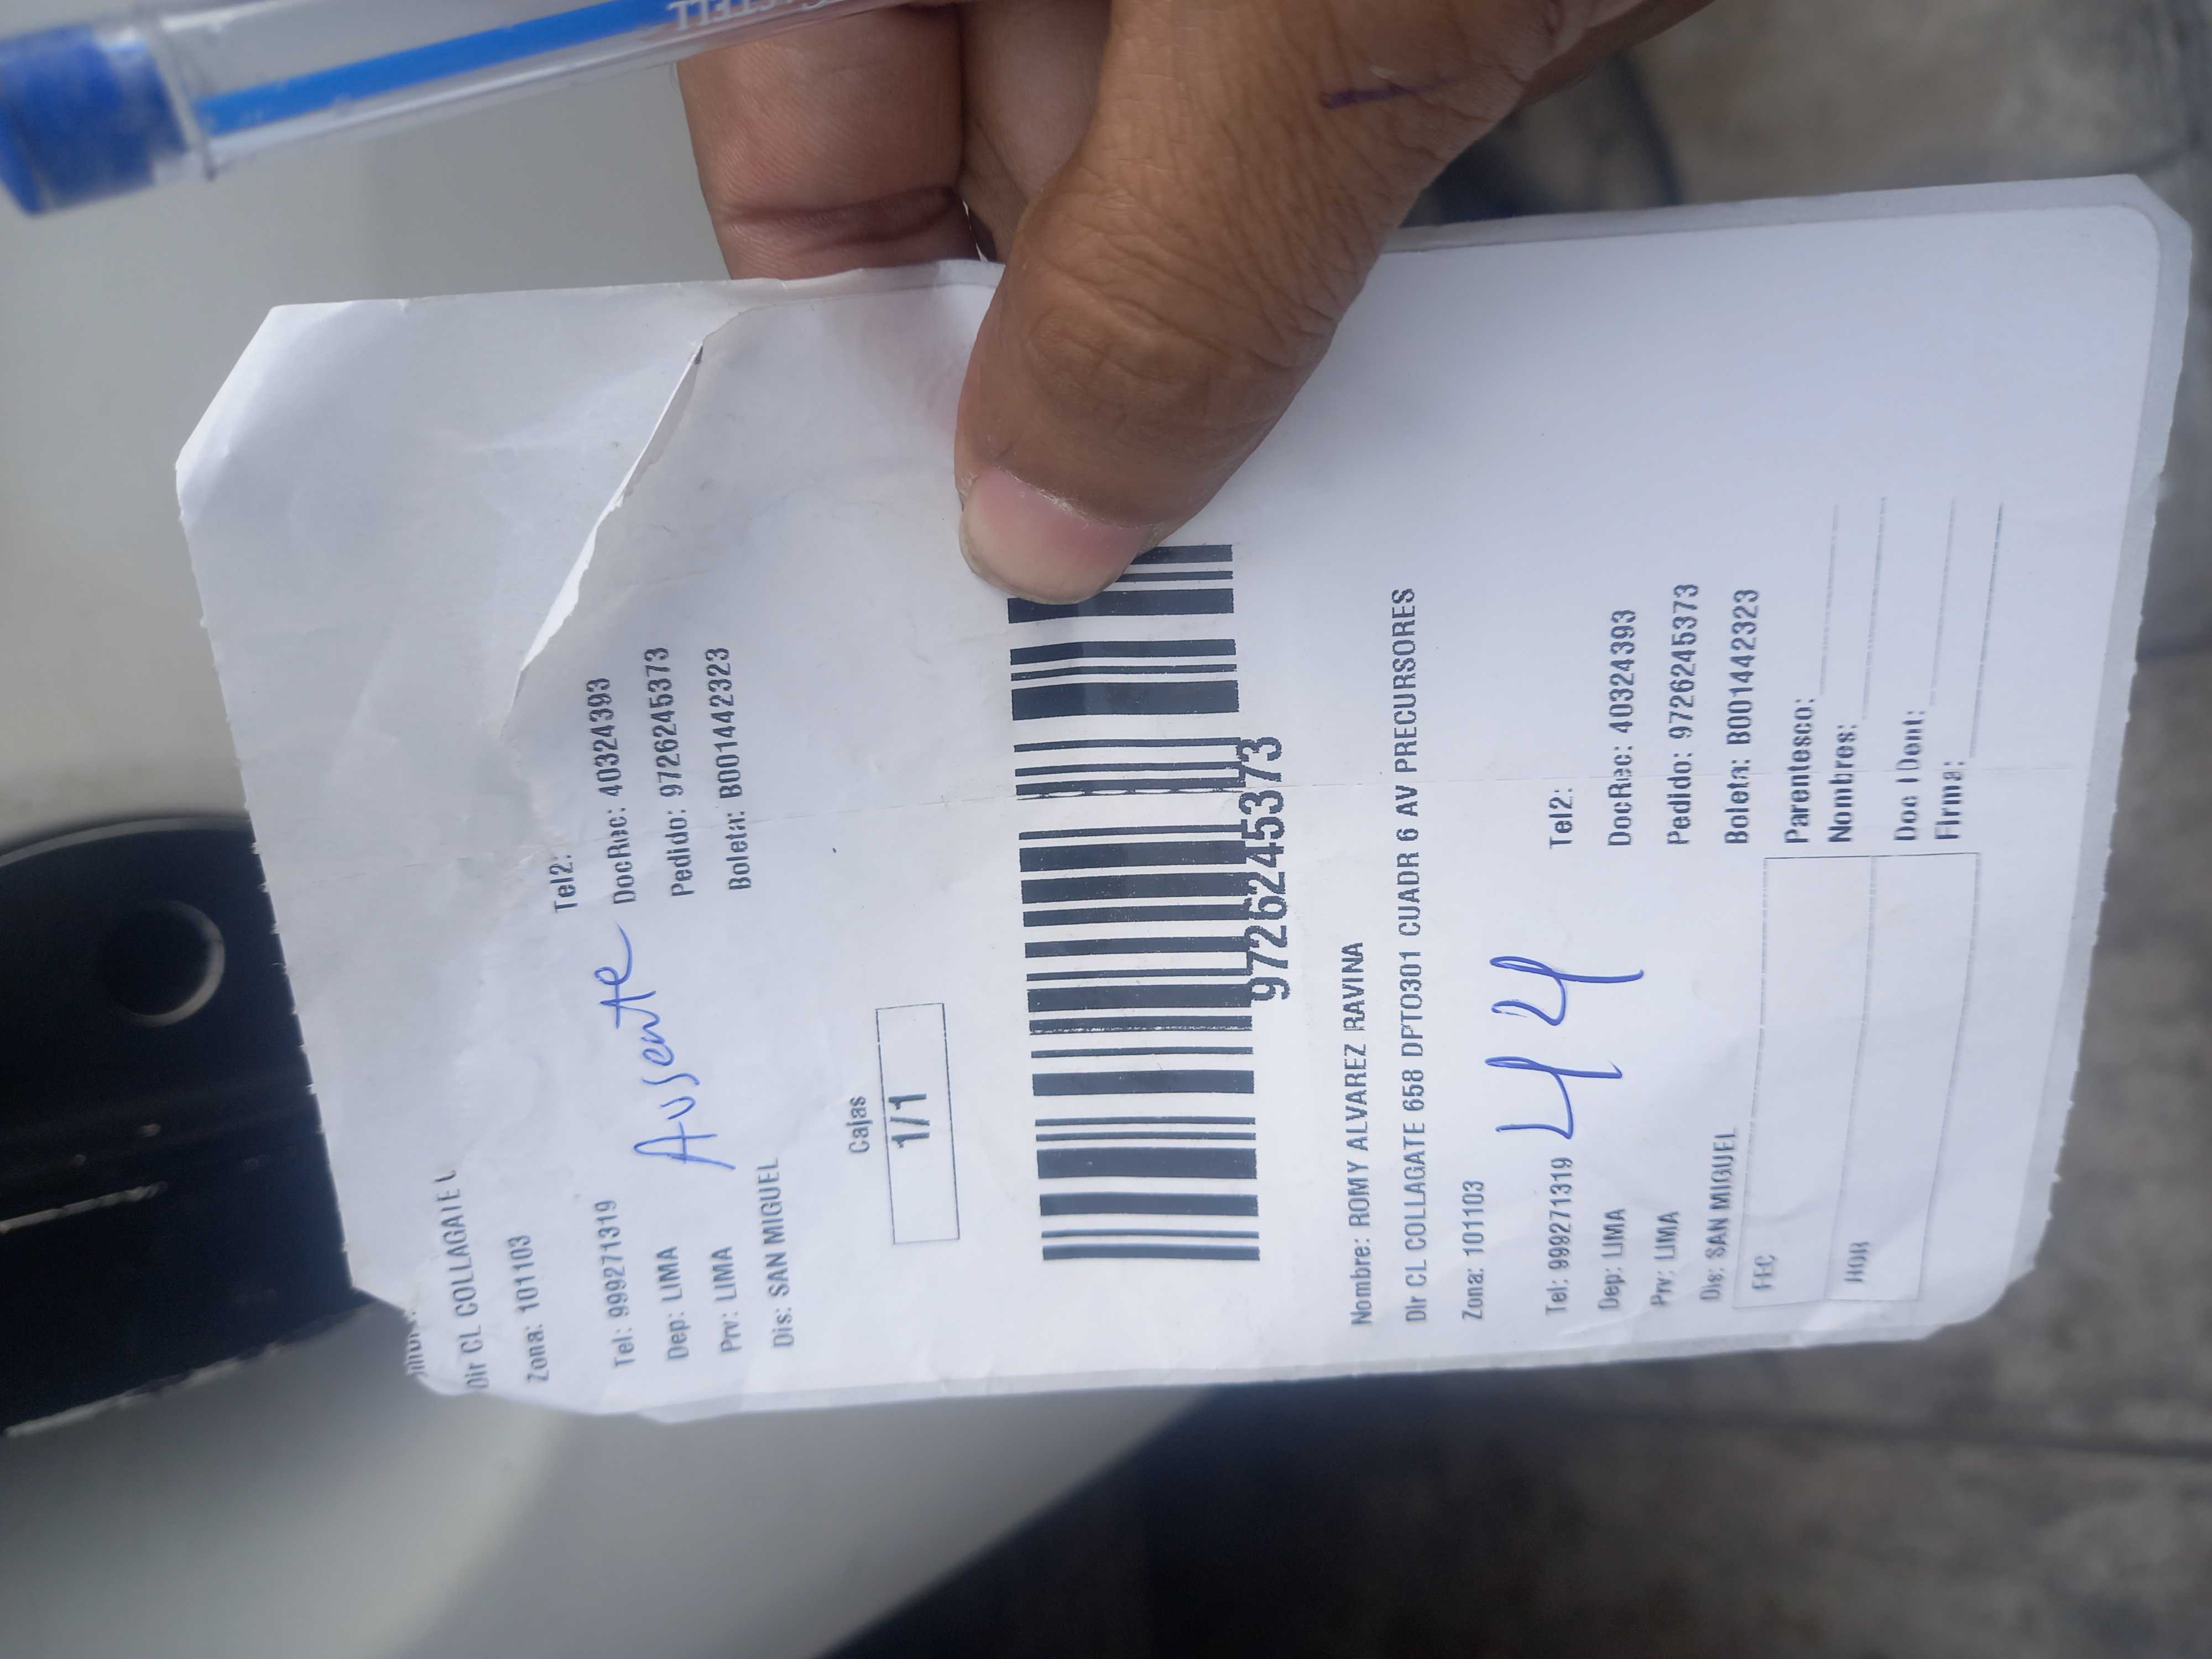 Dir CL COLLAGATE
Zona: 101103
Tel: 999271319
Tel2:
Dep: LIMA
Ausente
DocRec: 40324393
Prv: LIMA
Pedido: 9726245373
Dis: SAN MIGUEL
Boleta: B001442323
Cajas
1/1
9726245373
Nombre: ROMY ALVAREZ RAVINA
Dir CL COLLAGATE 658 DPTO301 CUADR 6 AV PRECURSORES
Zona: 101103
Tel: 999271319
44
Tel2:
Dep: LIMA
DocRec: 40324393
Prv: LIMA
Pedido: 9726245373
Dis: SAN MIGUEL
Boleta: B001442323
FEC
Parentesco:
Nombres:
HOR
Doc IDent:
Firma: